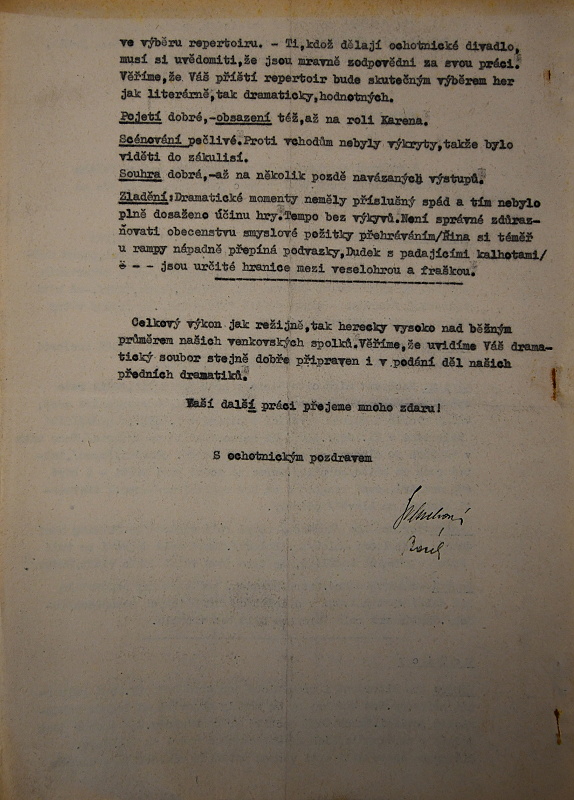 ve výběru repertoiru. - Ti,kdož dělají ochotnické divadlo,
musí si uvědomiti,že jsou mravně zodpovědni za svou práci.
Věříme,že Váš příští repertoir bude skutečným výběrem her
jak literárně,tak dramaticky,hodnotných.
Pojetí dobré,-obsazení též,až na roli Karena.
Scénování pečlivé.Proti vchodům nebyly výkryty,takže bylo
viděti do zákulisí.
Souhra dobrá,-až na několik pozdě navázaných výstupů.
Zladění:Dramatické momenty neměly příslušný spád a tím nebylo
plně dosaženo účinu hry.Tempo bez výkyvů.Není správné zdůraz-
ňovati obecenstvu smyslové požitky přehráváním/Řina si téměř
u rampy nápadně přepíná podvazky,Dudek s padajícími kalhotami/
- - jsou určité hranice mezi veselohrou a fraškou.
Celkový výkon jak režijně,tak herecky vysoko nad běžným
průměrem našich venkovských spolků.Věříme,že uvidíme Váš drama-
tický soubor stejně dobře připraven i v podání děl našich
předních dramatiků.
Vaší další práci přejeme mnoho zdaru!
S ochotnickým pozdravem